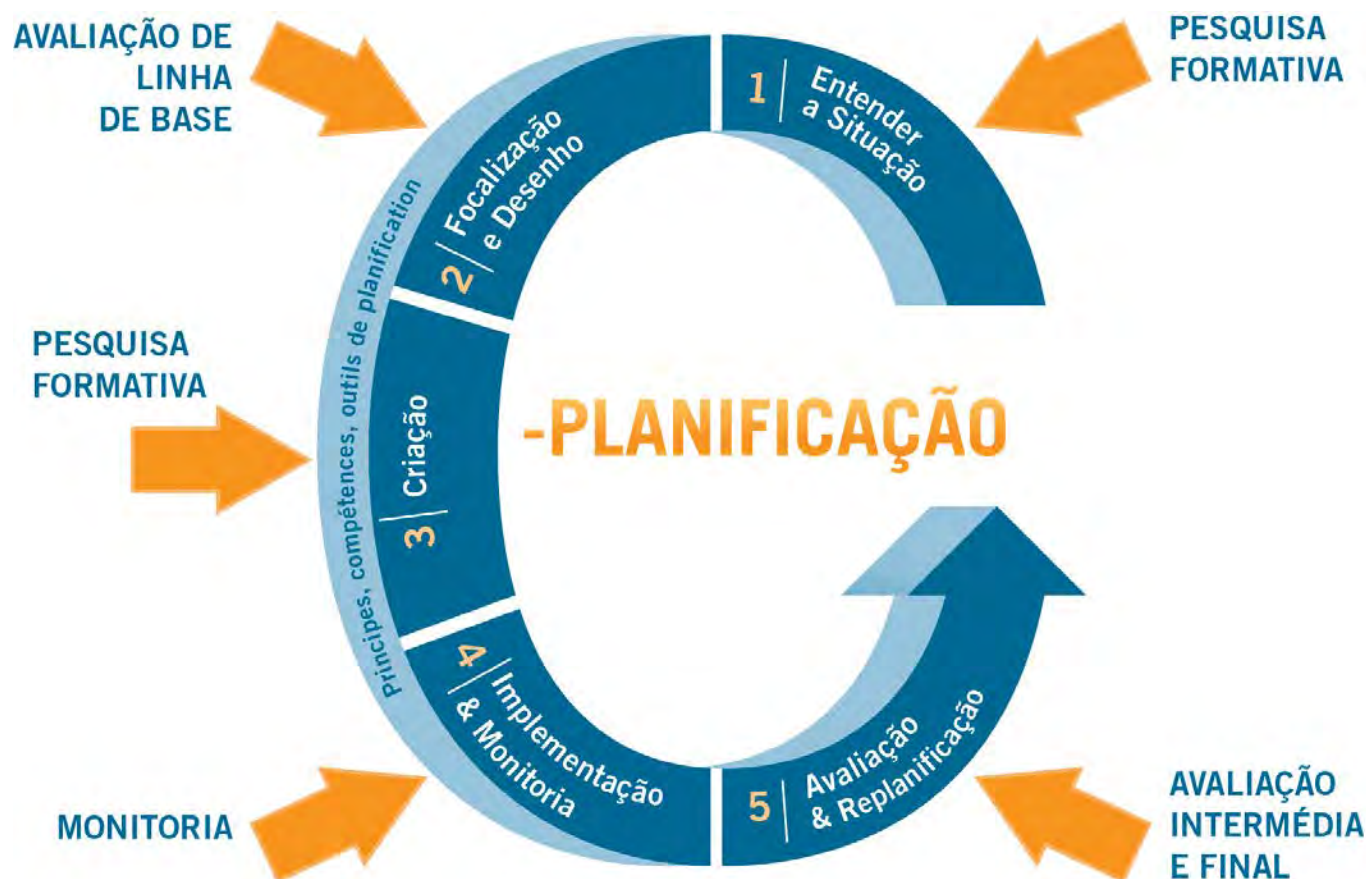 AVALIAÇÃO DE
LINHA
DE BASE
PESQUISA
FORMATIVA
1
Entender
a Situação
2
Focalização
e Desenho
PESQUISA
FORMATIVA
3
Criação
Principes, compétences, outils de planification
C
-PLANIFICAÇÃO
4
Implementação
& Monitoria
MONITORIA
5
Avaliação
& Replanificação
AVALIAÇÃO
INTERMÉDIA
E FINAL